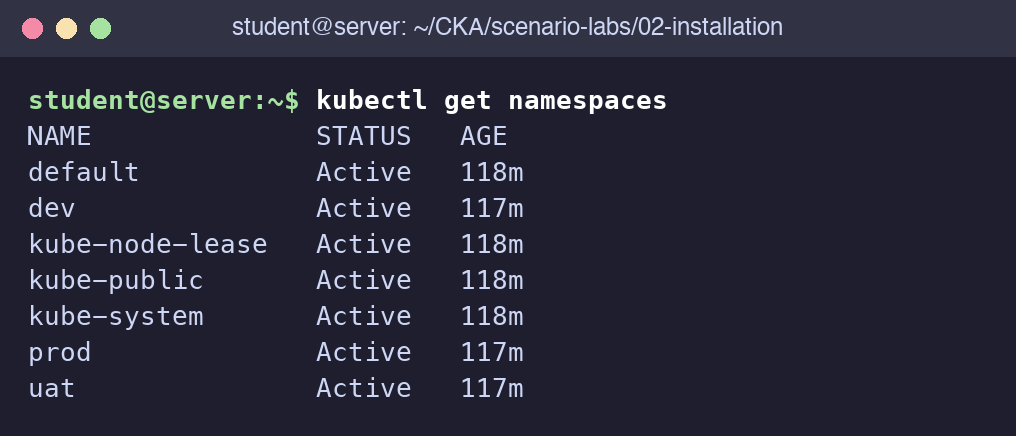 student@server: ~/CKA/scenario-labs/02-installation
student@server:~$ kubectl get namespaces
NAME              STATUS   AGE
default           Active   118m
dev               Active   117m
kube-node-lease   Active   118m
kube-public       Active   118m
kube-system       Active   118m
prod              Active   117m
uat               Active   117m